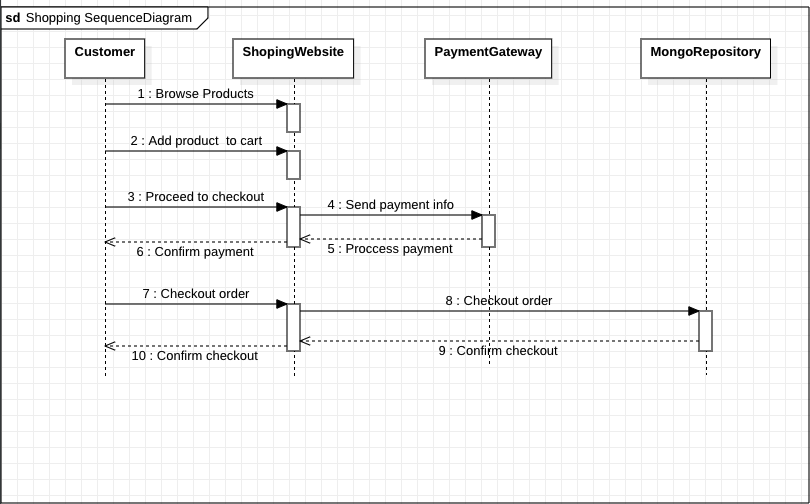 sd Shopping SequenceDiagram
Customer
ShopingWebsite
PaymentGateway
MongoRepository
1 : Browse Products
2 : Add product  to cart
3 : Proceed to checkout
4 : Send payment info
5 : Proccess payment
6 : Confirm payment
7 : Checkout order
8 : Checkout order
9 : Confirm checkout
10 : Confirm checkout